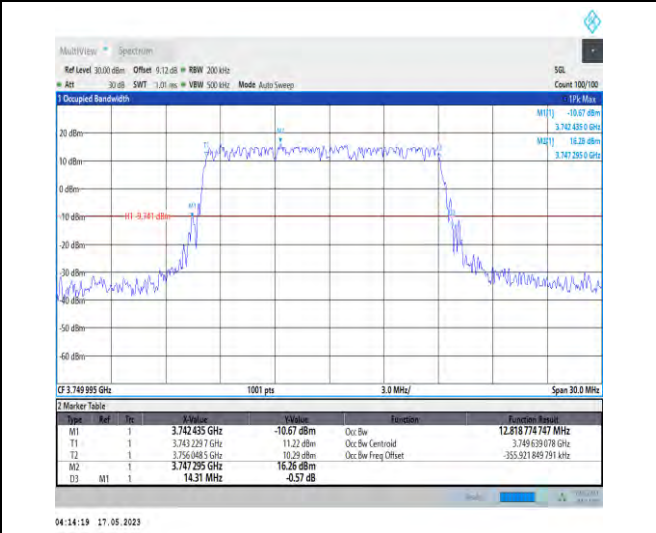 MultiView Spectrum
Ref Level 30.00 dBm Offset 9.12 dB RBW 200 kHz SGL
Att 30 dB SWT 1.01 ms VBW 500 kHz Mode Auto Sweep Count 100/100
1 Occupied Bandwidth 1Pk Max
M1[1] -10.67 dBm
3.742 435 0 GHz
20 dBm
M2[1] 16.26 dBm
3.747 295 0 GHz
M2
T1
10 dBm
0 dBm
M1
-10 dBm H1 -9.741 dBm
-20 dBm
-30 dBm
-40 dBm
-50 dBm
-60 dBm
CF 3.749 995 GHz 1001 pts 3.0 MHz/ Span 30.0 MHz
2 Marker Table
Type Ref Trc X-Value Y-Value Function Function Result
M1 1 3.742 435 GHz -10.67 dBm Occ Bw 12.818 774 747 MHz
T1 1 3.743 229 7 GHz 11.22 dBm Occ Bw Centroid 3.749 639 078 GHz
T2 1 3.756 048 5 GHz 10.29 dBm Occ Bw Freq Offset -355.921 849 791 kHz
M2 1 3.747 295 GHz 16.26 dBm
D3 M1 1 14.31 MHz -0.57 dB
04:14:19 17.05.2023